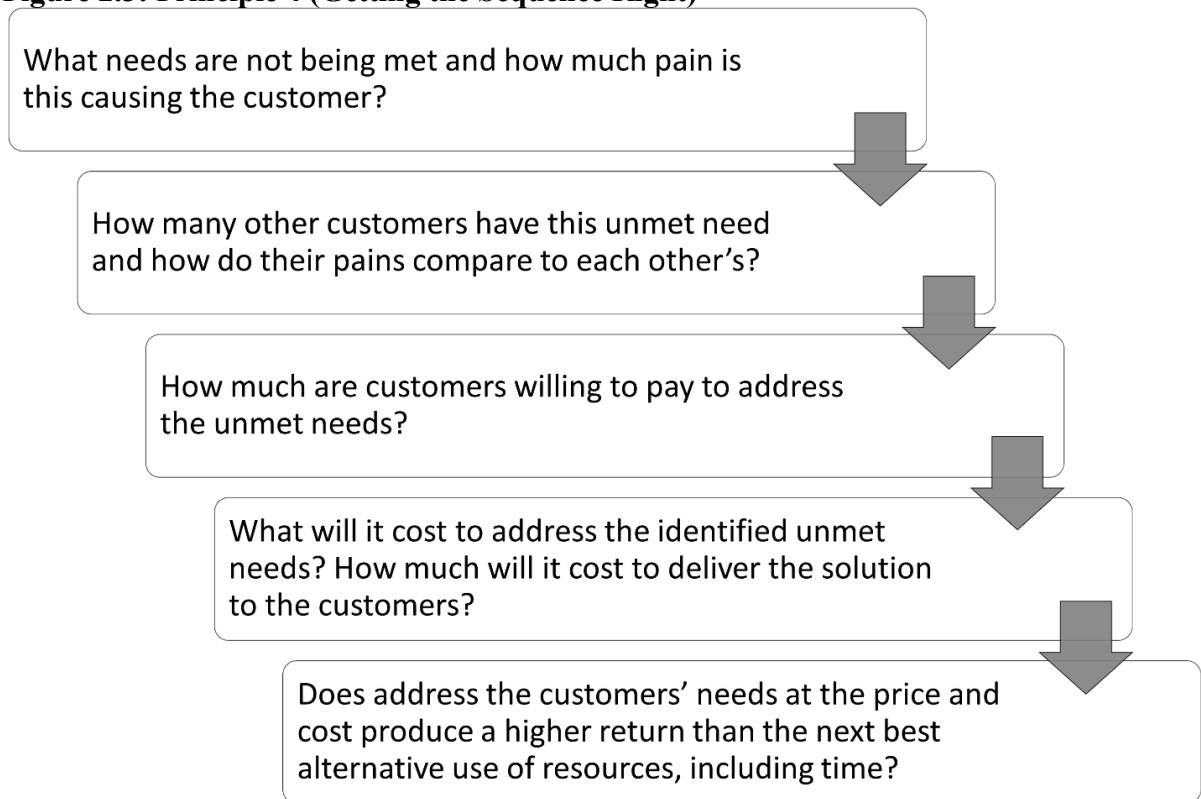 What needs are not being met and how much pain is
this causing the customer?
How many other customers have this unmet need
and how do their pains compare to each other’s?
How much are customers willing to pay to address
the unmet needs?
What will it cost to address the identified unmet
needs? How much will it cost to deliver the solution
to the customers?
Does address the customers’ needs at the price and
cost produce a higher return than the next best
alternative use of resources, including time?